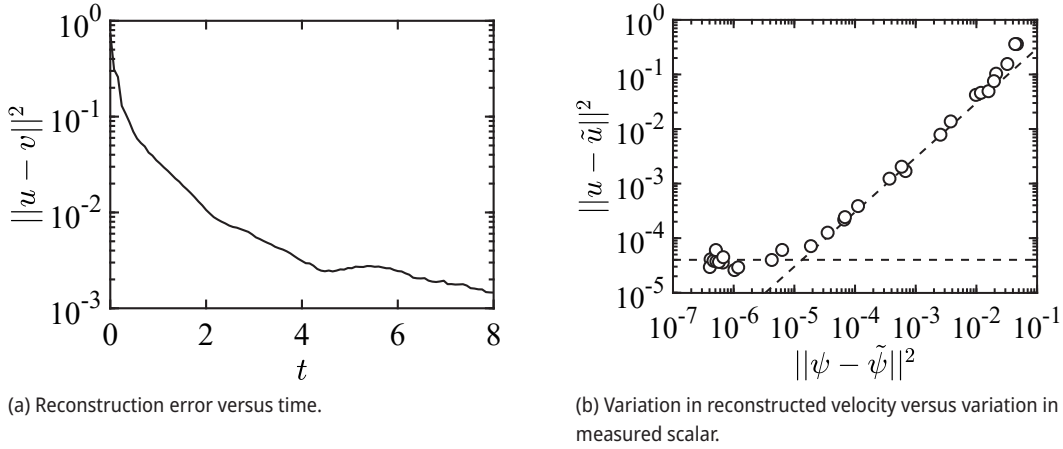 10^0
10^-1
10^-2
10^-3
||u − v||^2
0 2 4 6 8
t
(a) Reconstruction error versus time.
10^0
10^-1
10^-2
10^-3
10^-4
10^-5
||u − ũ||^2
10^-7 10^-6 10^-5 10^-4 10^-3 10^-2 10^-1
||ψ − ψ̃||^2
(b) Variation in reconstructed velocity versus variation in
measured scalar.